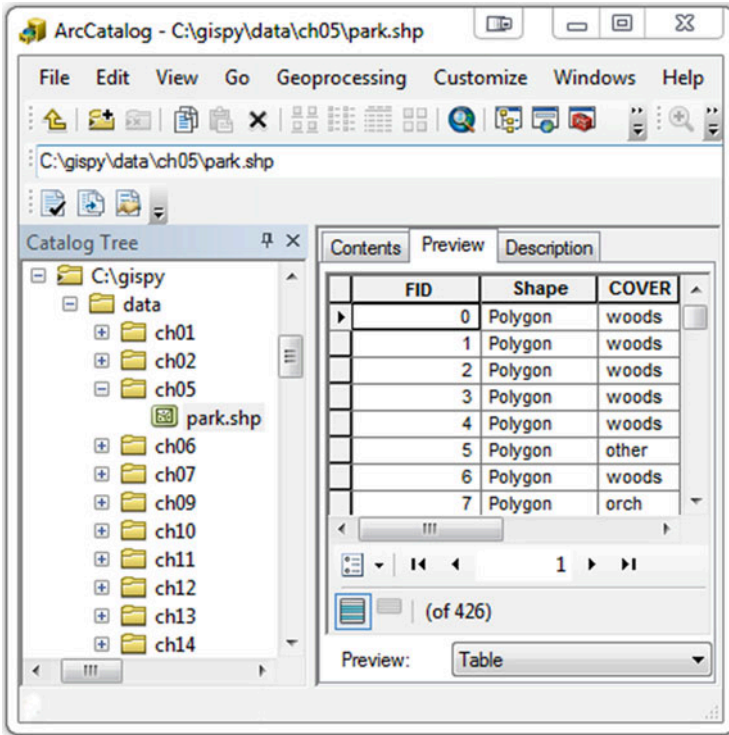 ArcCatalog - C:\gispy\data\ch05\park.shp
File Edit View Go Geoprocessing Customize Windows Help
C:\gispy\data\ch05\park.shp
Catalog Tree
C:\gispy
data
ch01
ch02
ch05
park.shp
ch06
ch07
ch09
ch10
ch11
ch12
ch13
ch14
Contents Preview Description
FID Shape COVER
0 Polygon woods
1 Polygon woods
2 Polygon woods
3 Polygon woods
4 Polygon woods
5 Polygon other
6 Polygon woods
7 Polygon orch
1
(of 426)
Preview: Table